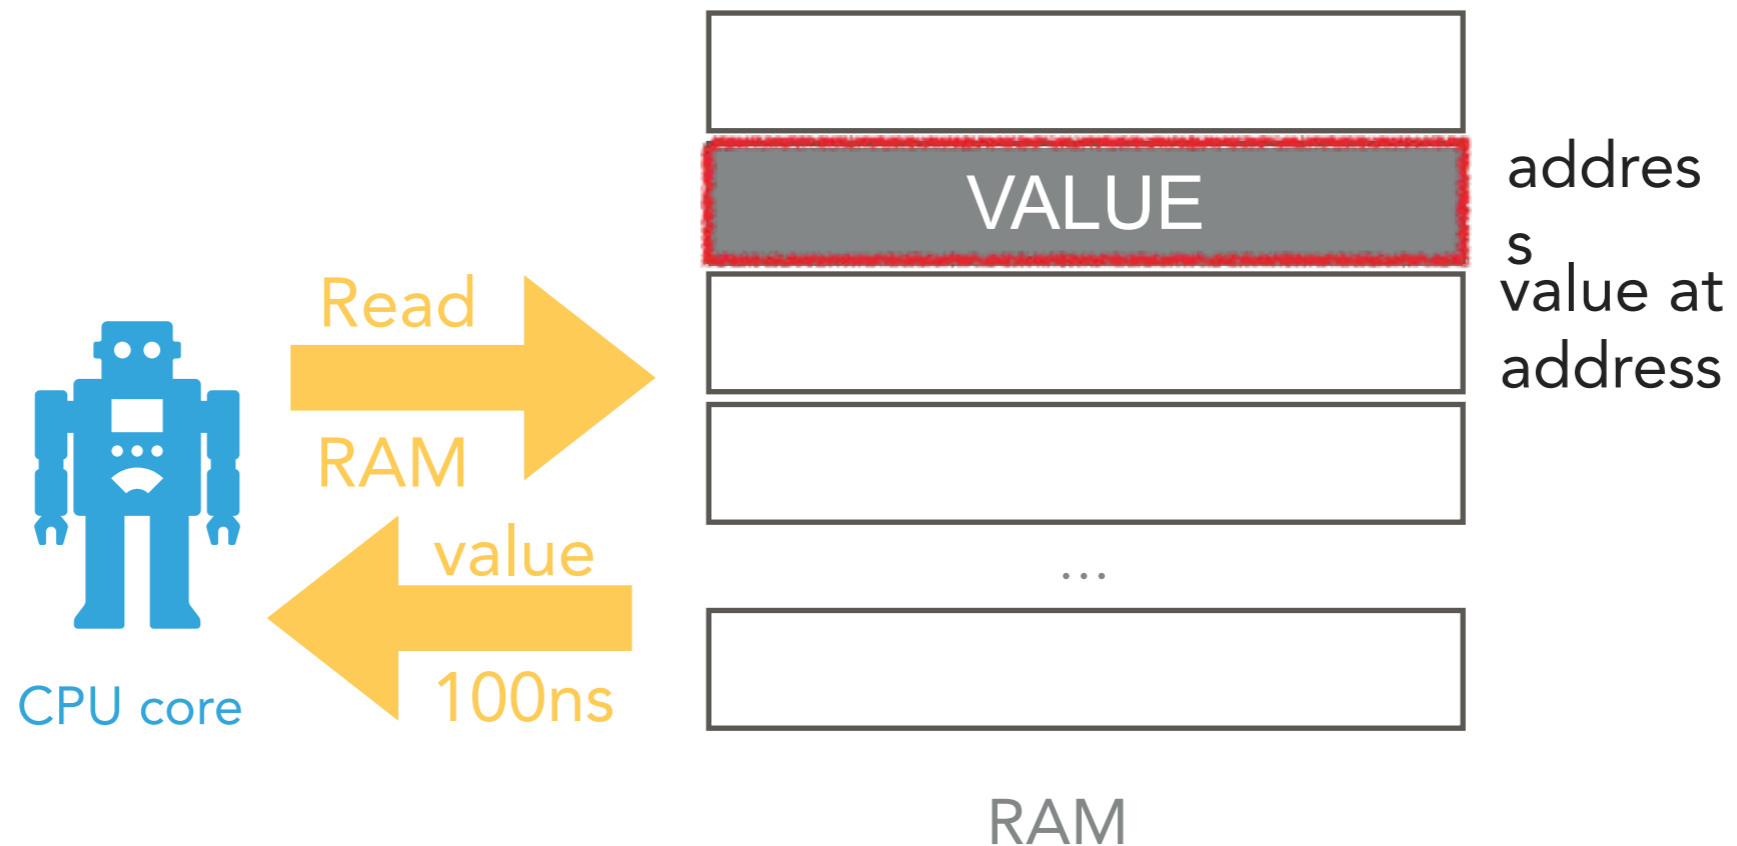 addres
s
VALUE
value at
address
Read
RAM
value
100ns
CPU core
...
RAM